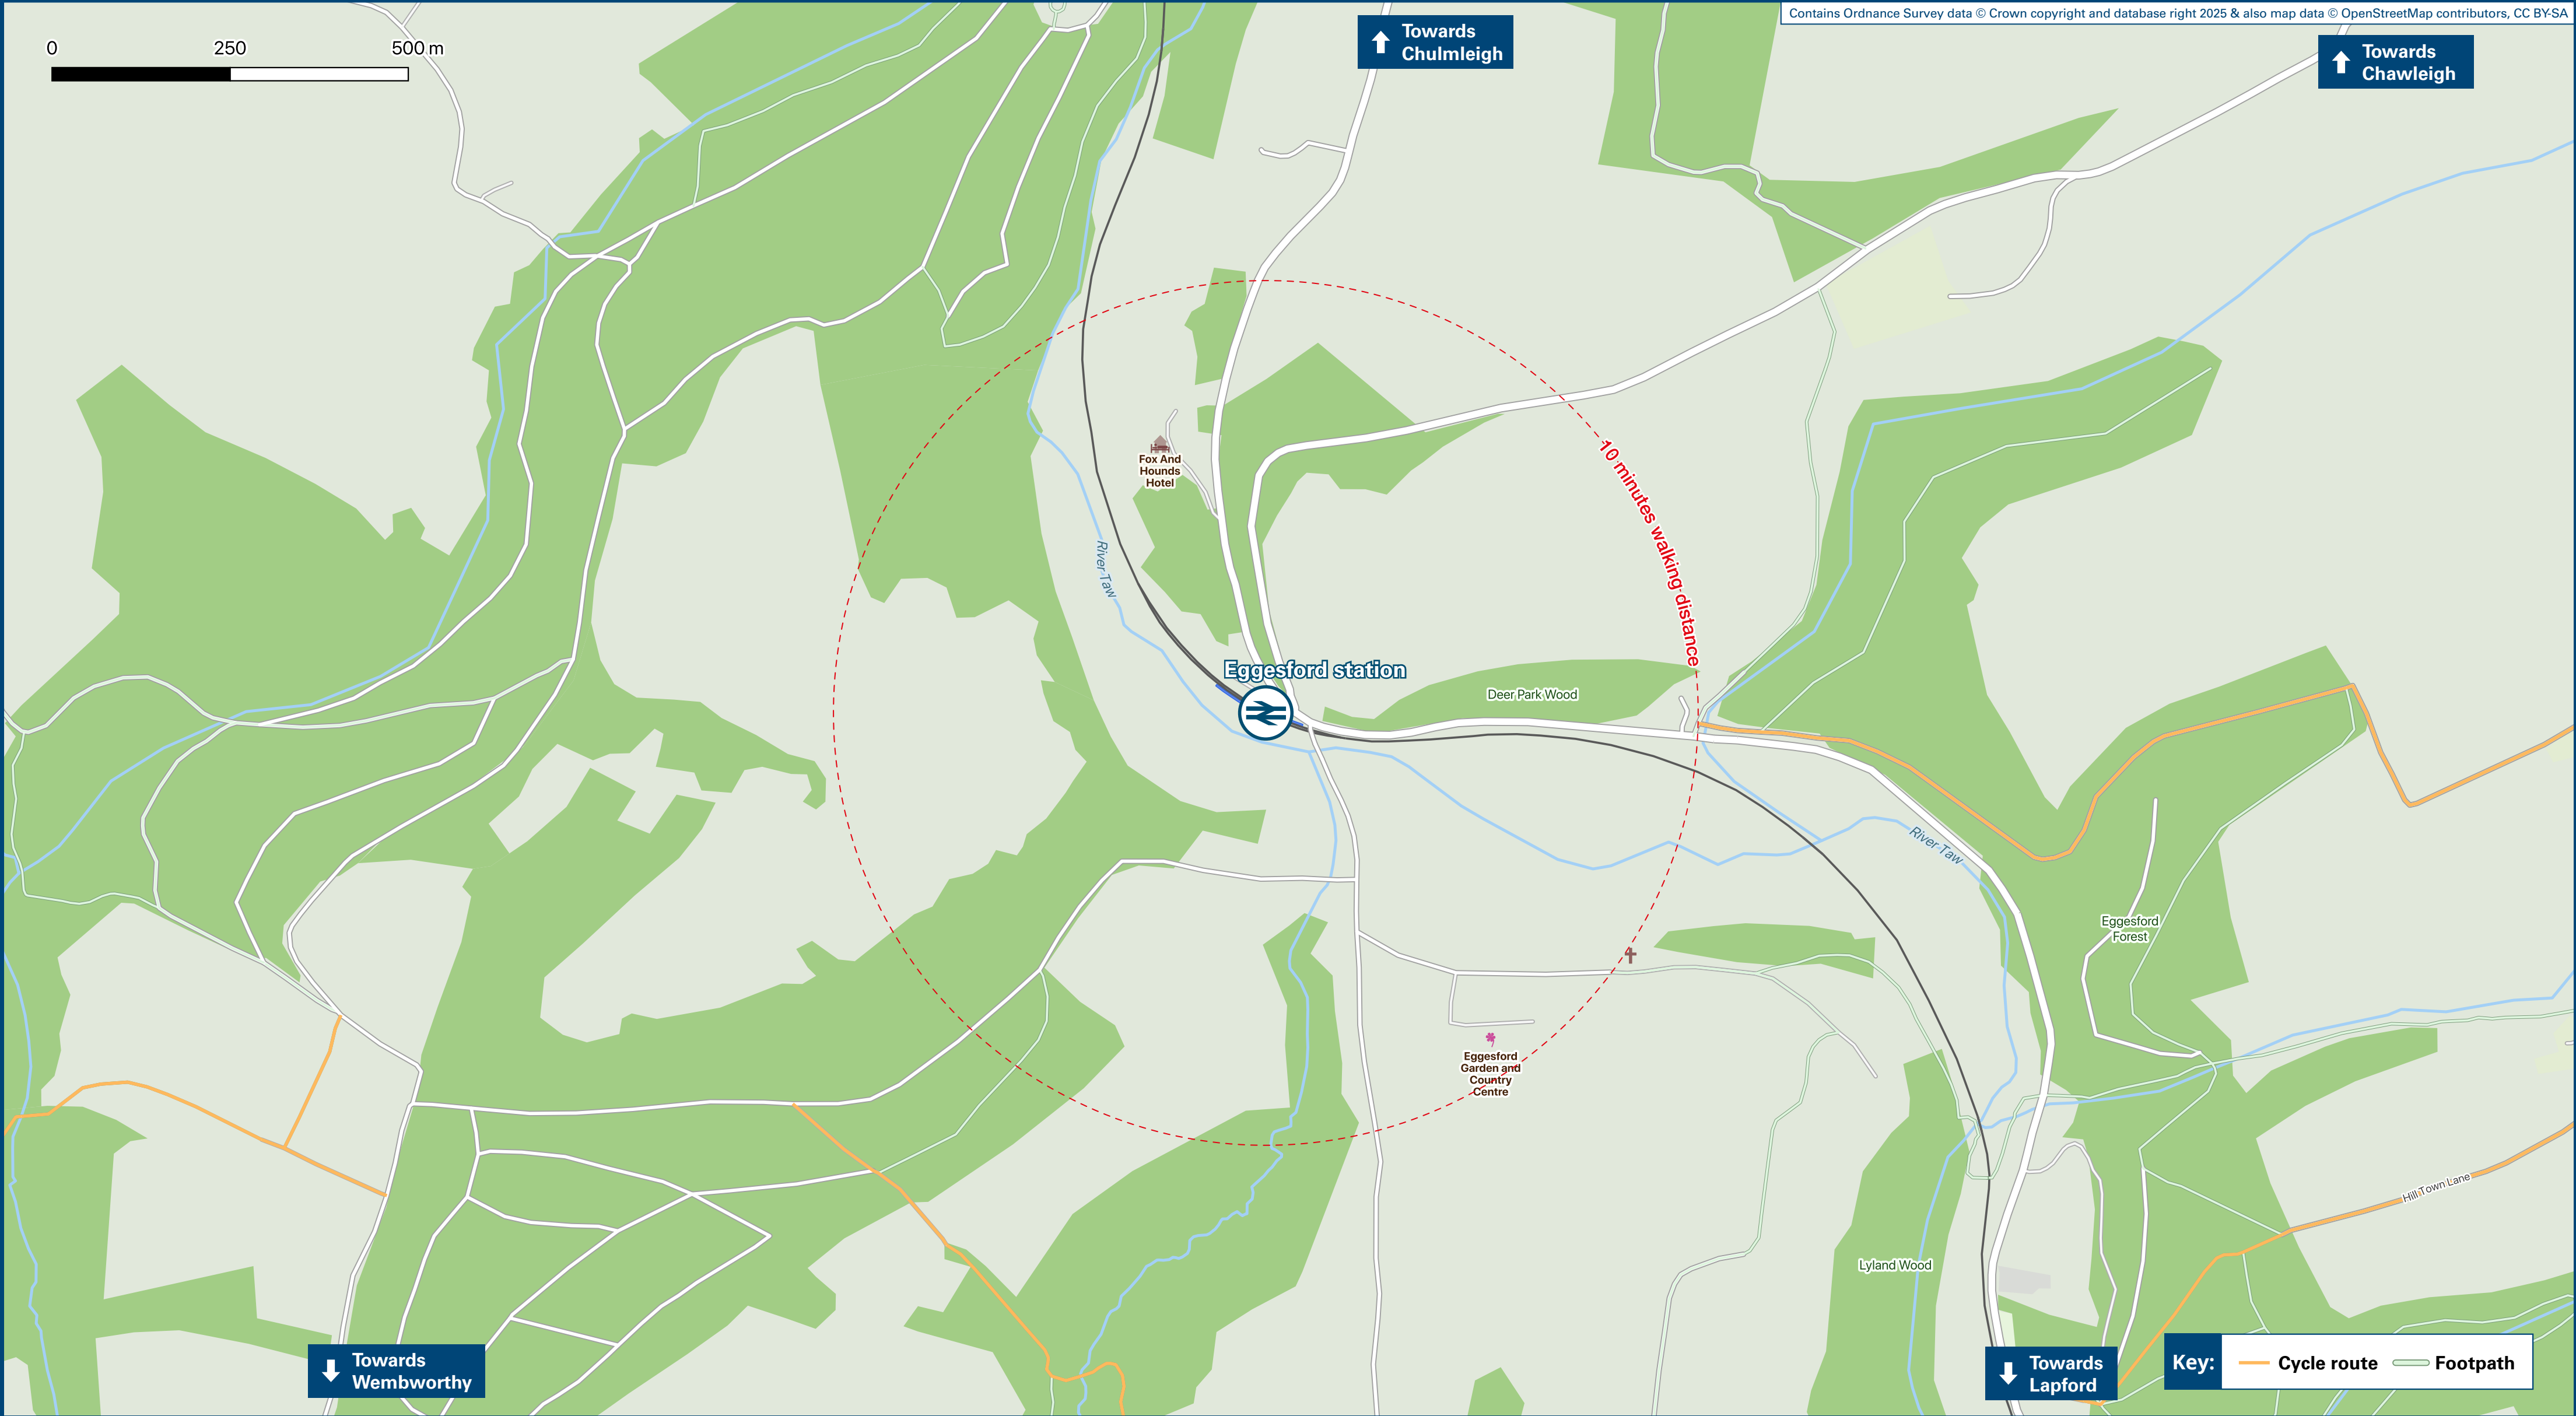 Contains Ordnance Survey data © Crown copyright and database right 2025 & also map data © OpenStreetMap contributors, CC BY-SA
0 250 500 m
Towards
Chulmleigh
Towards
Chawleigh
Fox And
Hounds
Hotel
10 minutes walking distance
River Taw
Eggesford station
Deer Park Wood
River Taw
Eggesford
Forest
Eggesford
Garden and
Country
Centre
Hill Town Lane
Lyland Wood
Towards
Wembworthy
Towards
Lapford
Key:
Cycle route
Footpath